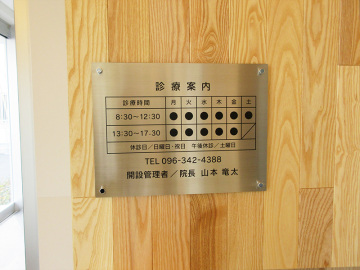 診療案内
診療時間 月 火 水 木 金 土
8:30～12:30 ● ● ● ● ● ●
13:30～17:30 ● ● ● ● ● ／
休診日／日曜日・祝日 午後休診／土曜日
TEL 096-342-4388
開設管理者／院長 山本 竜太